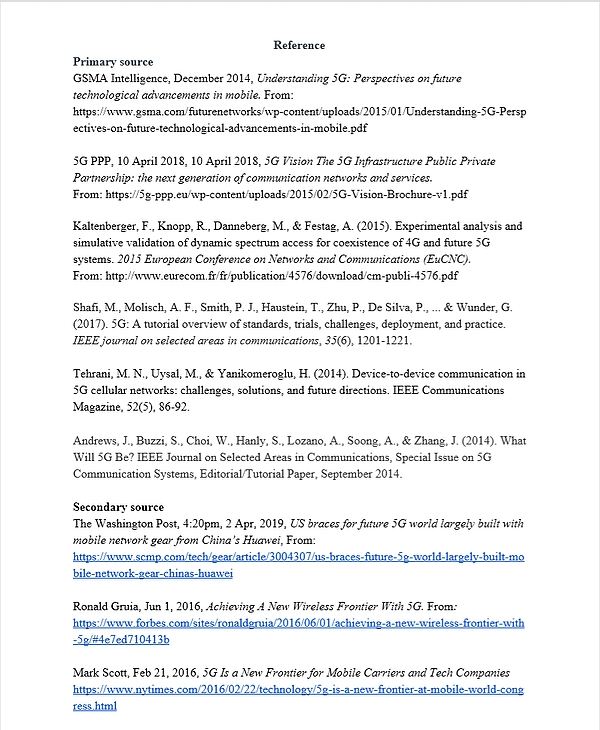 Reference
Primary source
GSMA Intelligence, December 2014, Understanding 5G: Perspectives on future
technological advancements in mobile. From:
https://www.gsma.com/futurenetworks/wp-content/uploads/2015/01/Understanding-5G-Persp
ectives-on-future-technological-advancements-in-mobile.pdf
5G PPP, 10 April 2018, 10 April 2018, 5G Vision The 5G Infrastructure Public Private
Partnership: the next generation of communication networks and services.
From: https://5g-ppp.eu/wp-content/uploads/2015/02/5G-Vision-Brochure-v1.pdf
Kaltenberger, F., Knopp, R., Danneberg, M., & Festag, A. (2015). Experimental analysis and
simulative validation of dynamic spectrum access for coexistence of 4G and future 5G
systems. 2015 European Conference on Networks and Communications (EuCNC).
From: http://www.eurecom.fr/fr/publication/4576/download/cm-publi-4576.pdf
Shafi, M., Molisch, A. F., Smith, P. J., Haustein, T., Zhu, P., De Silva, P., ... & Wunder, G.
(2017). 5G: A tutorial overview of standards, trials, challenges, deployment, and practice.
IEEE journal on selected areas in communications, 35(6), 1201-1221.
Tehrani, M. N., Uysal, M., & Yanikomeroglu, H. (2014). Device-to-device communication in
5G cellular networks: challenges, solutions, and future directions. IEEE Communications
Magazine, 52(5), 86-92.
Andrews, J., Buzzi, S., Choi, W., Hanly, S., Lozano, A., Soong, A., & Zhang, J. (2014). What
Will 5G Be? IEEE Journal on Selected Areas in Communications, Special Issue on 5G
Communication Systems, Editorial/Tutorial Paper, September 2014.
Secondary source
The Washington Post, 4:20pm, 2 Apr, 2019, US braces for future 5G world largely built with
mobile network gear from China's Huawei, From:
https://www.scmp.com/tech/gear/article/3004307/us-braces-future-5g-world-largely-built-mo
bile-network-gear-chinas-huawei
Ronald Gruia, Jun 1, 2016, Achieving A New Wireless Frontier With 5G. From:
https://www.forbes.com/sites/ronaldgruia/2016/06/01/achieving-a-new-wireless-frontier-with
-5g/#4e7ed710413b
Mark Scott, Feb 21, 2016, 5G Is a New Frontier for Mobile Carriers and Tech Companies
https://www.nytimes.com/2016/02/22/technology/5g-is-a-new-frontier-at-mobile-world-cong
ress.html